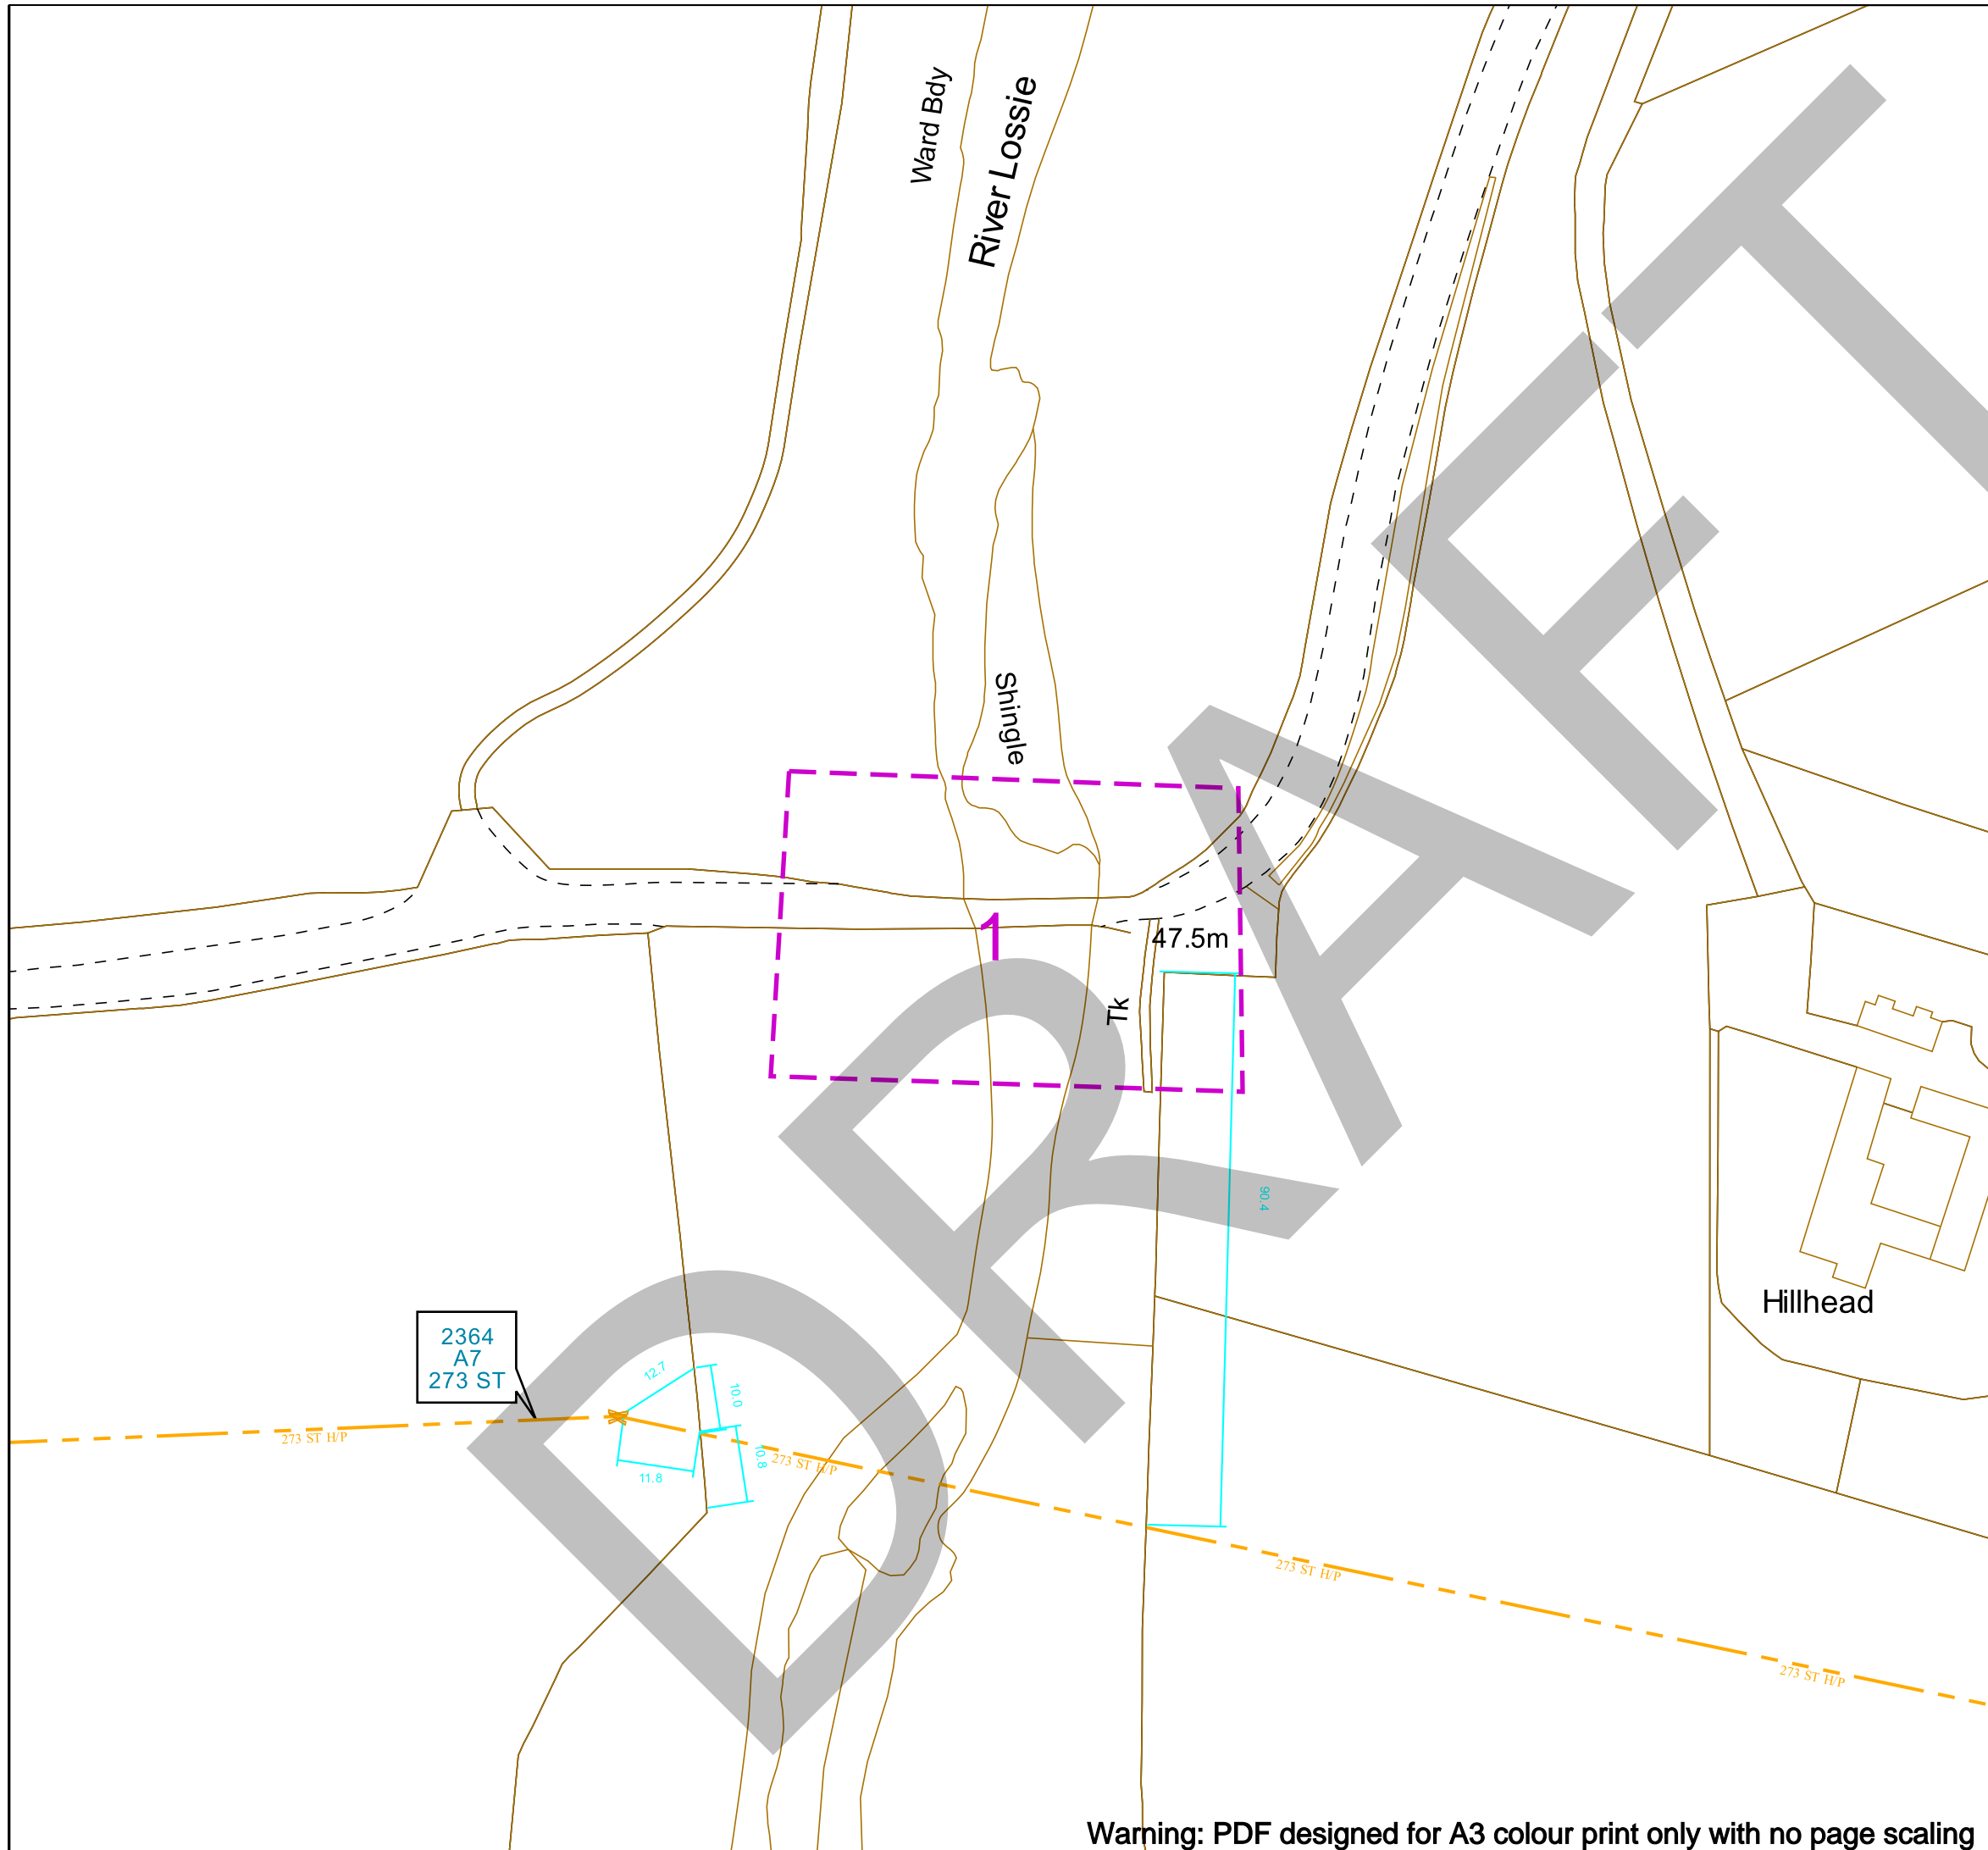 Ward Bdy
River Lossie
Shingle
1
47.5m
Tk
90.4
Hillhead
2364
A7
273 ST
12.7
10.0
10.8
11.8
273 ST H/P
273 ST H/P
273 ST H/P
273 ST H/P
DRAFT
Warning: PDF designed for A3 colour print only with no page scaling